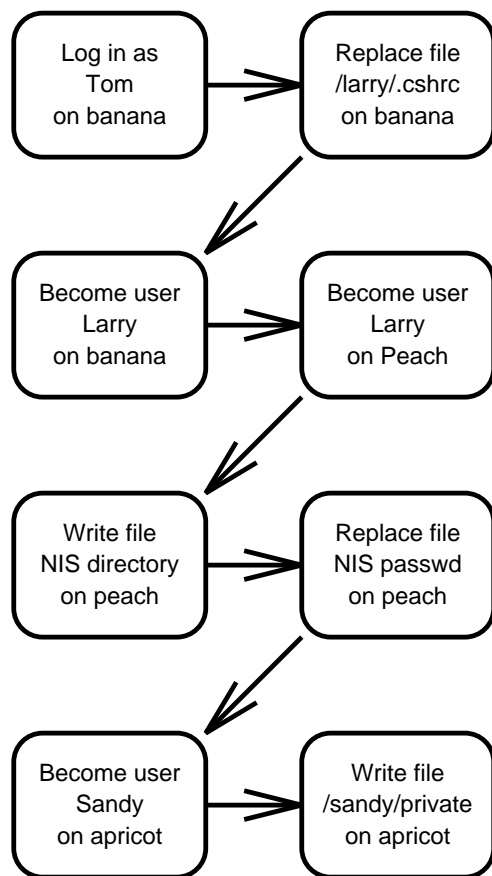 Log in as
Tom
on banana
Replace file
/larry/.cshrc
on banana
Become user
Larry
on banana
Become user
Larry
on Peach
Write file
NIS directory
on peach
Replace file
NIS passwd
on peach
Become user
Sandy
on apricot
Write file
/sandy/private
on apricot